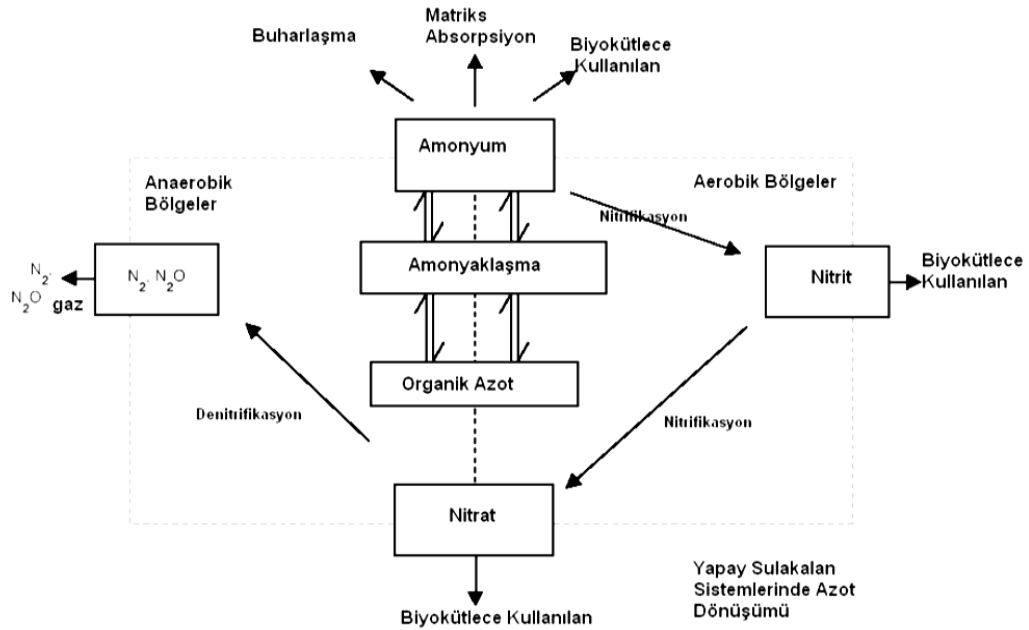 Matriks
Absorpsiyon
Buharlaşma
Biyokütlece
Kullanılan
Amonyum
Anaerobik
Bölgeler
Aerobik Bölgeler
Nitrifikasyon
Amonyaklaşma
N₂. N₂O
N₂.
N₂O gaz
Nitrit
Biyokütlece
Kullanılan
Organik Azot
Denitrifikasyon
Nitrifikasyon
Nitrat
Yapay Sulakalan
Sistemlerinde Azot
Dönüşümü
Biyokütlece Kullanılan